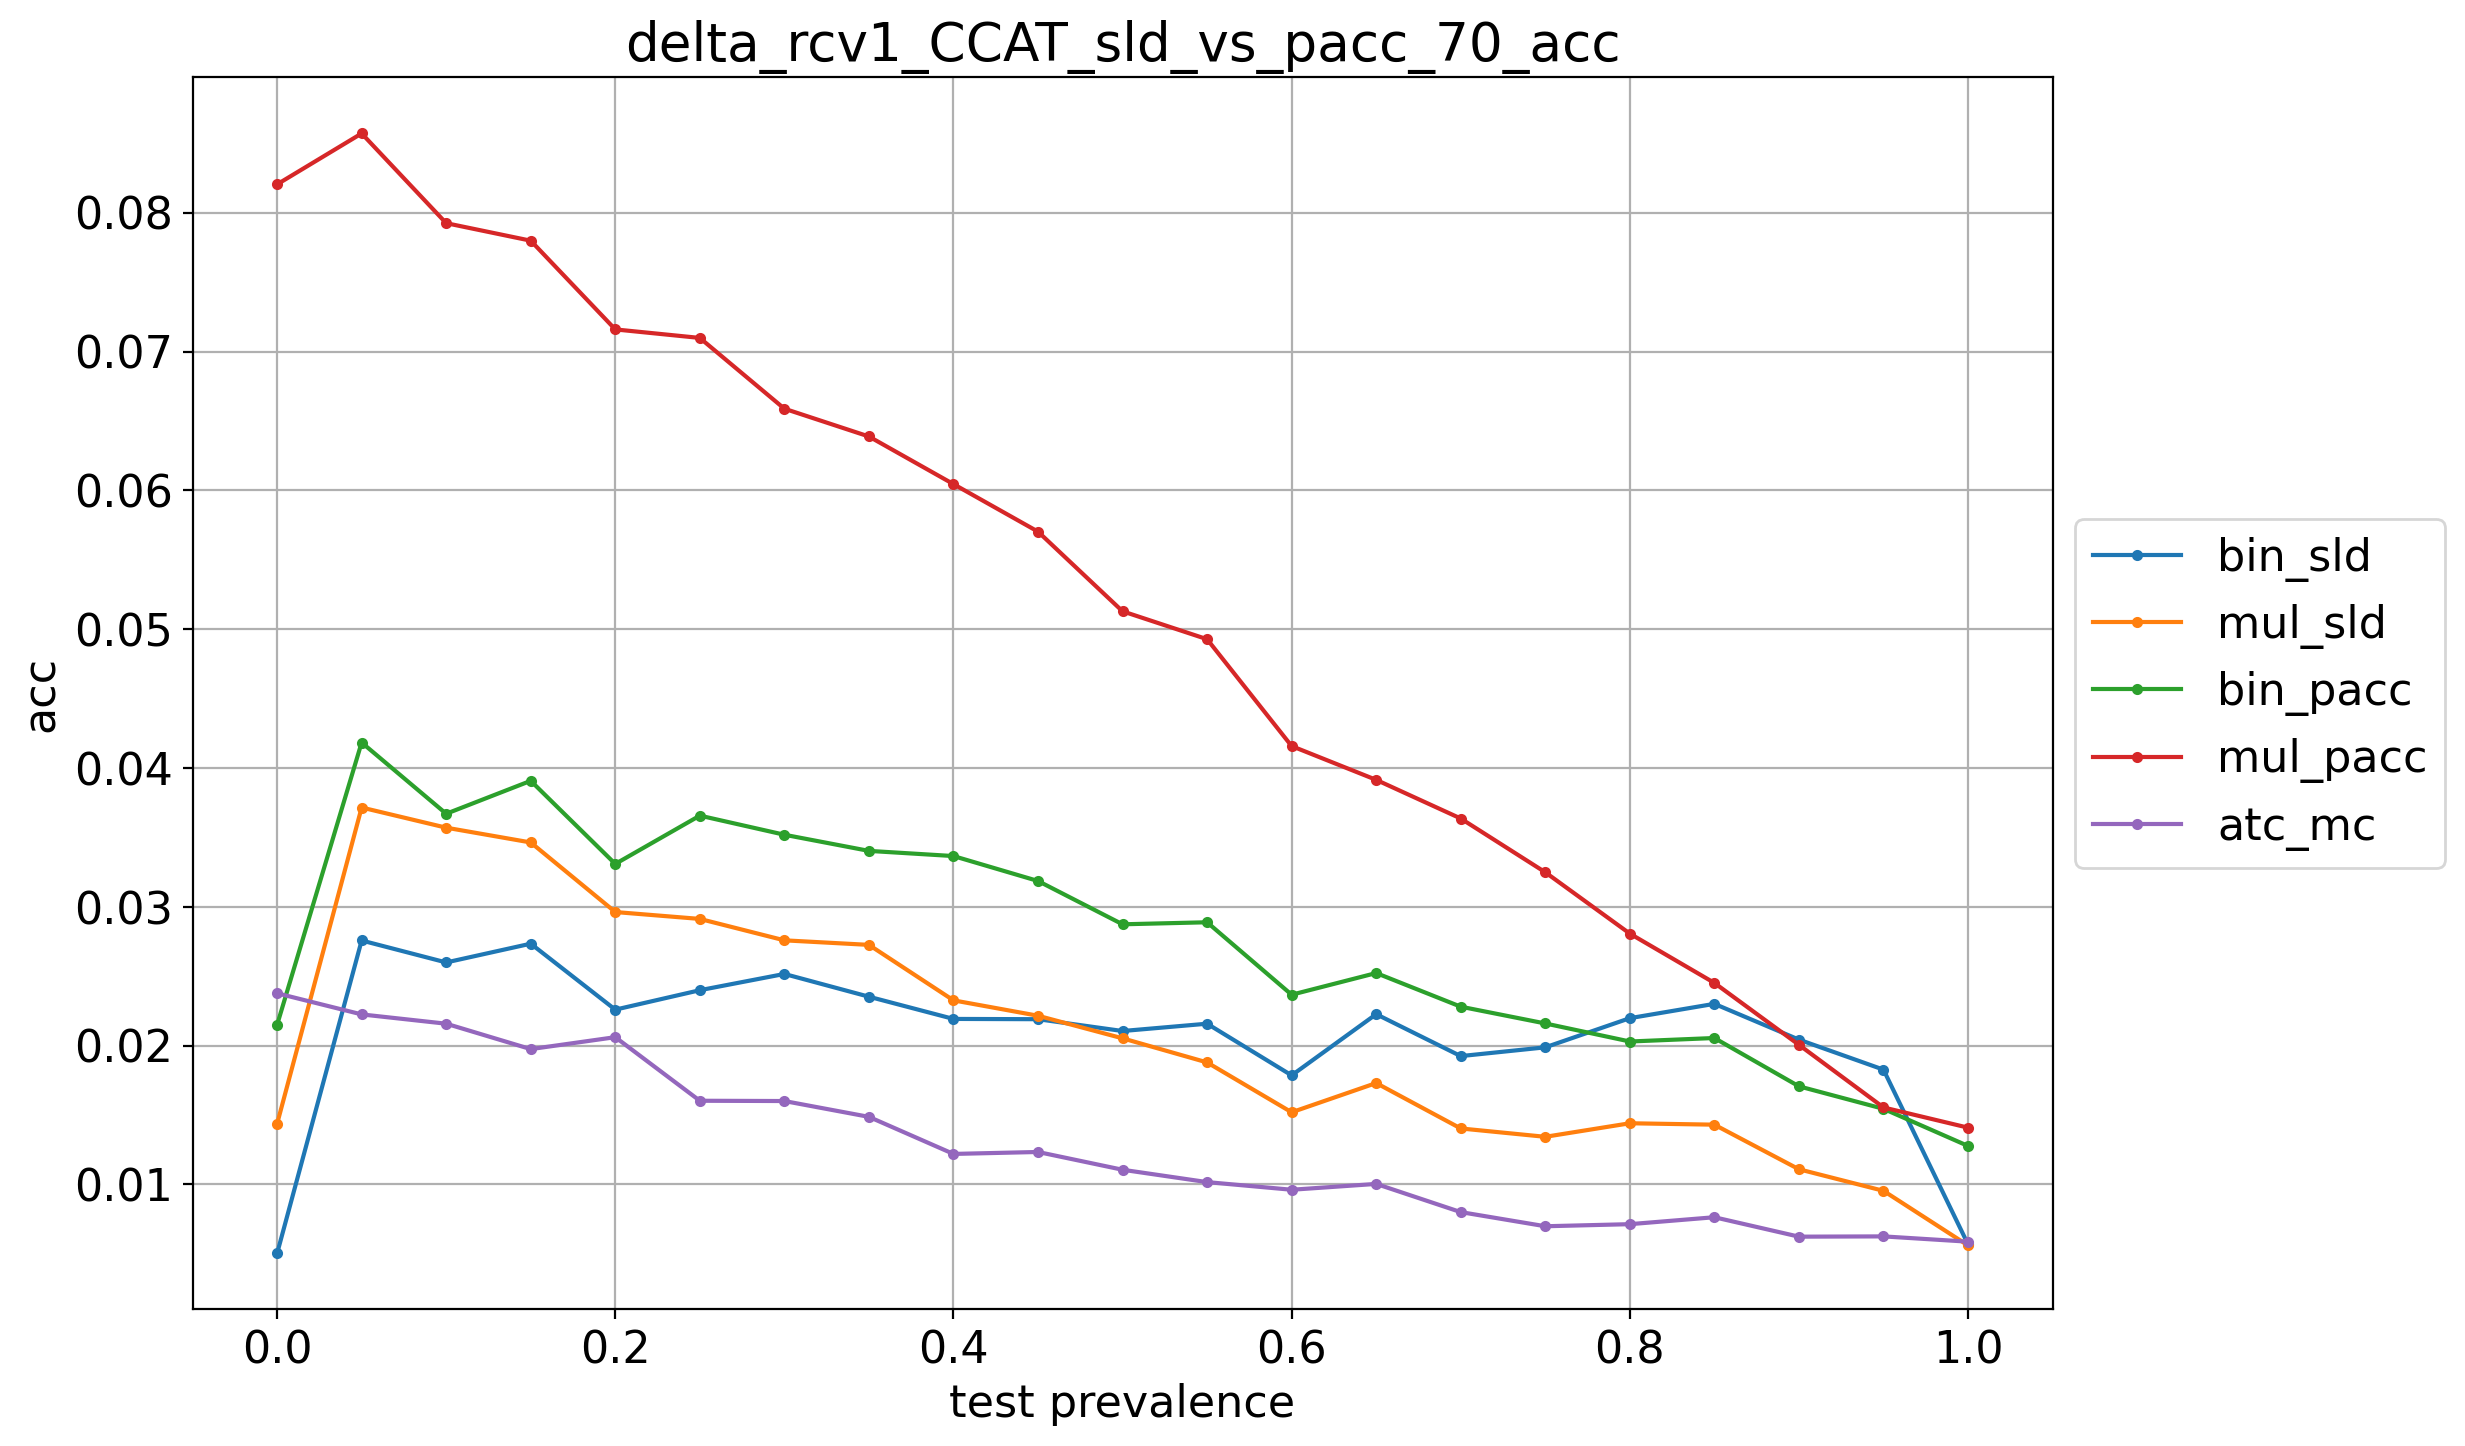 delta_rcv1_CCAT_sld_vs_pacc_70_acc
acc
0.08
0.07
0.06
0.05
0.04
0.03
0.02
0.01
0.0 0.2 0.4 0.6 0.8 1.0
test prevalence
bin_sld
mul_sld
bin_pacc
mul_pacc
atc_mc